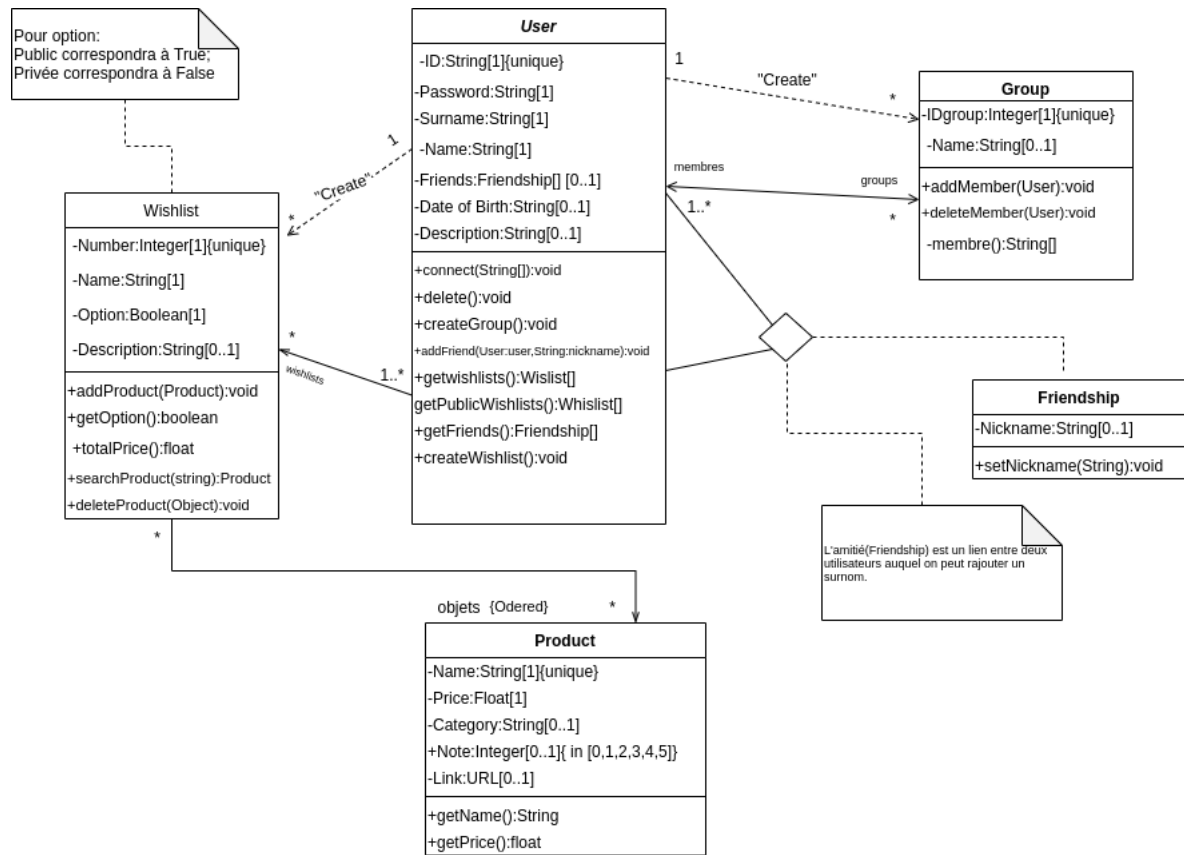 Pour option:
Public correspondra à True;
Privée correspondra à False
User
-ID:String[1]{unique}
-Password:String[1]
-Surname:String[1]
-Name:String[1]
-Friends:Friendship[] [0..1]
-Date of Birth:String[0..1]
-Description:String[0..1]
+connect(String[]):void
+delete():void
+createGroup():void
+addFriend(User:user,String:nickname):void
+getwishlists():Wislist[]
getPublicWishlists():Whislist[]
+getFriends():Friendship[]
+createWishlist():void
1
"Create"
*
Group
-IDgroup:Integer[1]{unique}
-Name:String[0..1]
+addMember(User):void
+deleteMember(User):void
-membre():String[]
membres
groups
1..*
*
1
"Create"
*
Wishlist
-Number:Integer[1]{unique}
-Name:String[1]
-Option:Boolean[1]
-Description:String[0..1]
+addProduct(Product):void
+getOption():boolean
+totalPrice():float
+searchProduct(string):Product
+deleteProduct(Object):void
*
wishlists
1..*
Friendship
-Nickname:String[0..1]
+setNickname(String):void
L'amitié(Friendship) est un lien entre deux
utilisateurs auquel on peut rajouter un
surnom.
*
objets {Odered}
*
Product
-Name:String[1]{unique}
-Price:Float[1]
-Category:String[0..1]
+Note:Integer[0..1]{ in [0,1,2,3,4,5]}
-Link:URL[0..1]
+getName():String
+getPrice():float